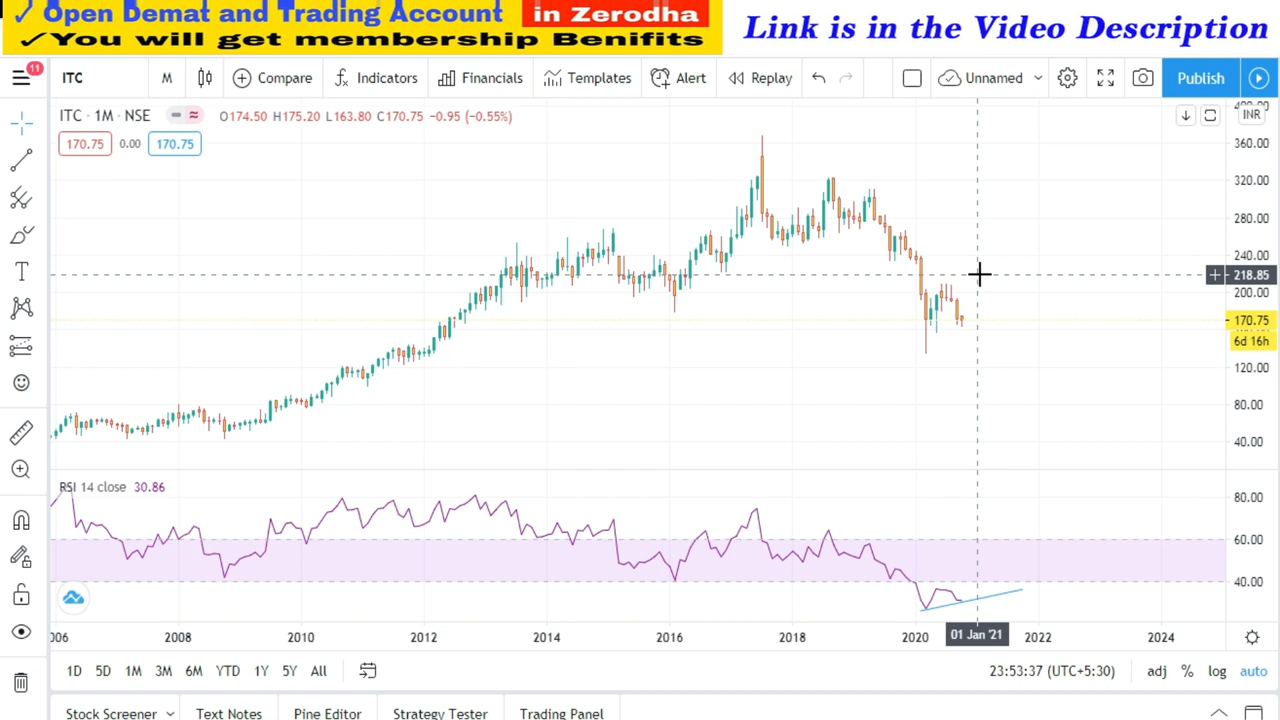 ✓ Open Demat and Trading Account in Zerodha
✓You will get membership Benifits
Link is in the Video Description
11
ITC M Compare Indicators Financials Templates Alert Replay Unnamed Publish
ITC · 1M · NSE O174.50 H175.20 L163.80 C170.75 −0.95 (−0.55%)
INR
170.75 0.00 170.75
400.00
360.00
320.00
280.00
240.00
218.85
200.00
170.75
6d 16h
120.00
80.00
40.00
RSI 14 close 30.86
80.00
60.00
40.00
006 2008 2010 2012 2014 2016 2018 2020 01 Jan '21 2022 2024
1D 5D 1M 3M 6M YTD 1Y 5Y All 23:53:37 (UTC+5:30) adj % log auto
Stock Screener Text Notes Pine Editor Strategy Tester Trading Panel